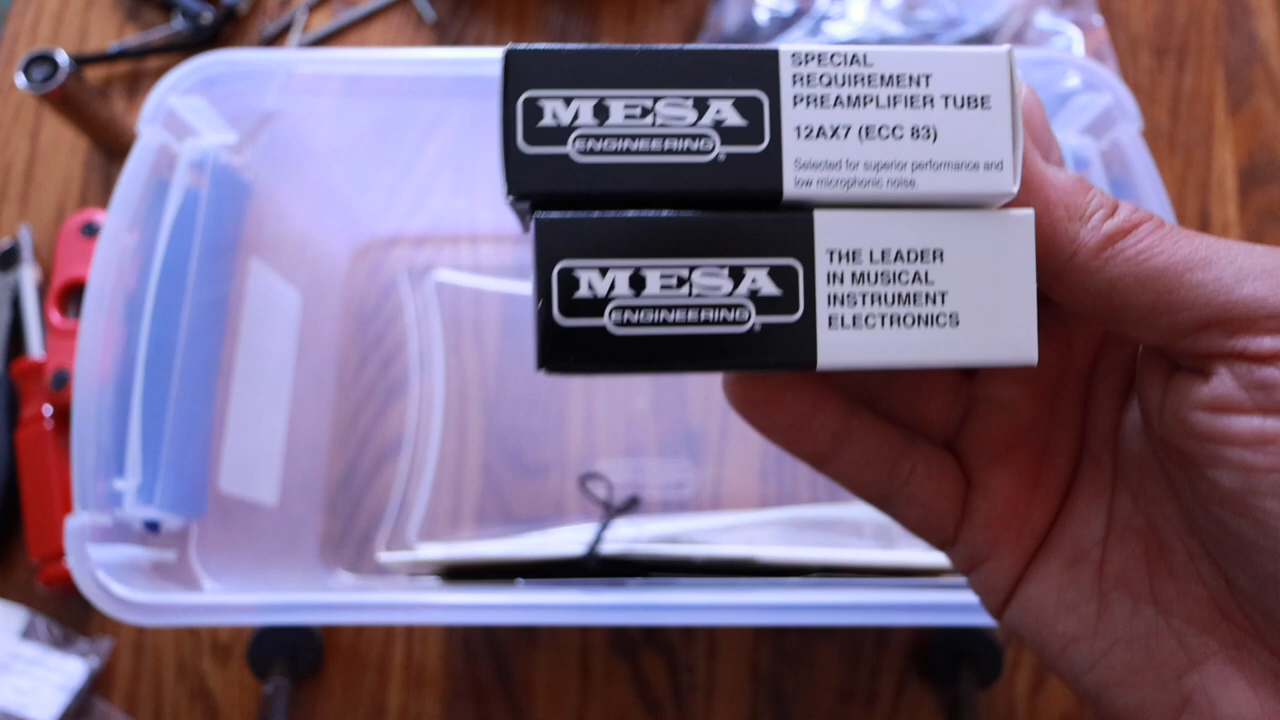 MESA
ENGINEERING
SPECIAL
REQUIREMENT
PREAMPLIFIER TUBE
12AX7 (ECC 83)
Selected for superior performance and
low microphonic noise.
MESA
ENGINEERING
THE LEADER
IN MUSICAL
INSTRUMENT
ELECTRONICS